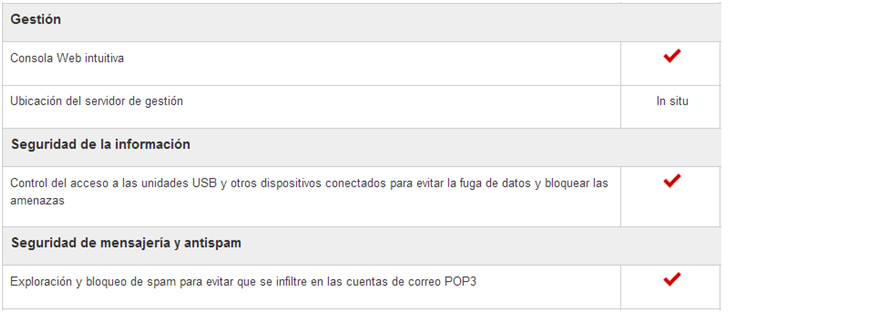 Gestión
Consola Web intuitiva
Ubicación del servidor de gestión In situ
Seguridad de la información
Control del acceso a las unidades USB y otros dispositivos conectados para evitar la fuga de datos y bloquear las
amenazas
Seguridad de mensajería y antispam
Exploración y bloqueo de spam para evitar que se infiltre en las cuentas de correo POP3